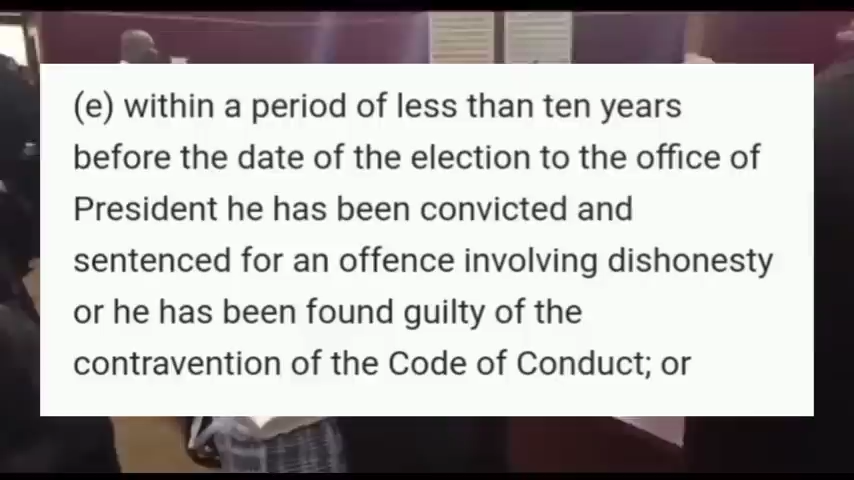 (e) within a period of less than ten years
before the date of the election to the office of
President he has been convicted and
sentenced for an offence involving dishonesty
or he has been found guilty of the
contravention of the Code of Conduct; or